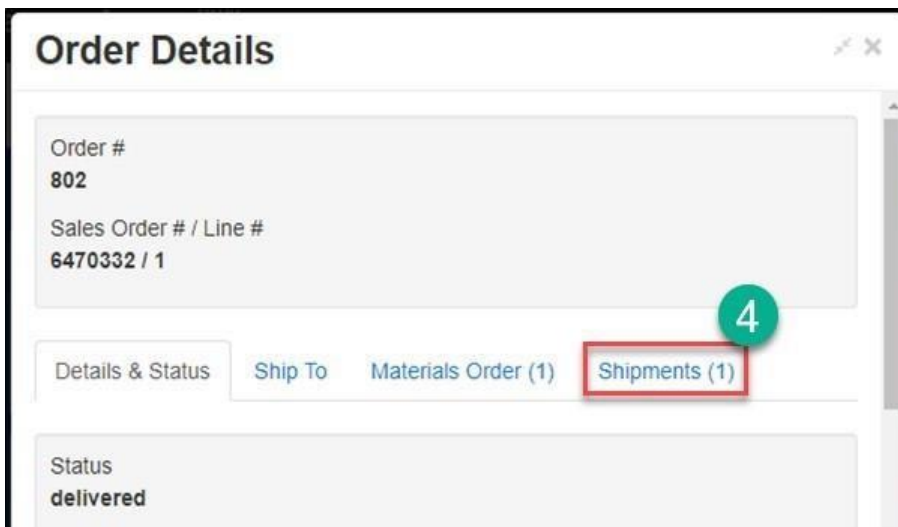 Order Details
Order #
802
Sales Order # / Line #
6470332 / 1
4
Details & Status Ship To Materials Order (1) Shipments (1)
Status
delivered